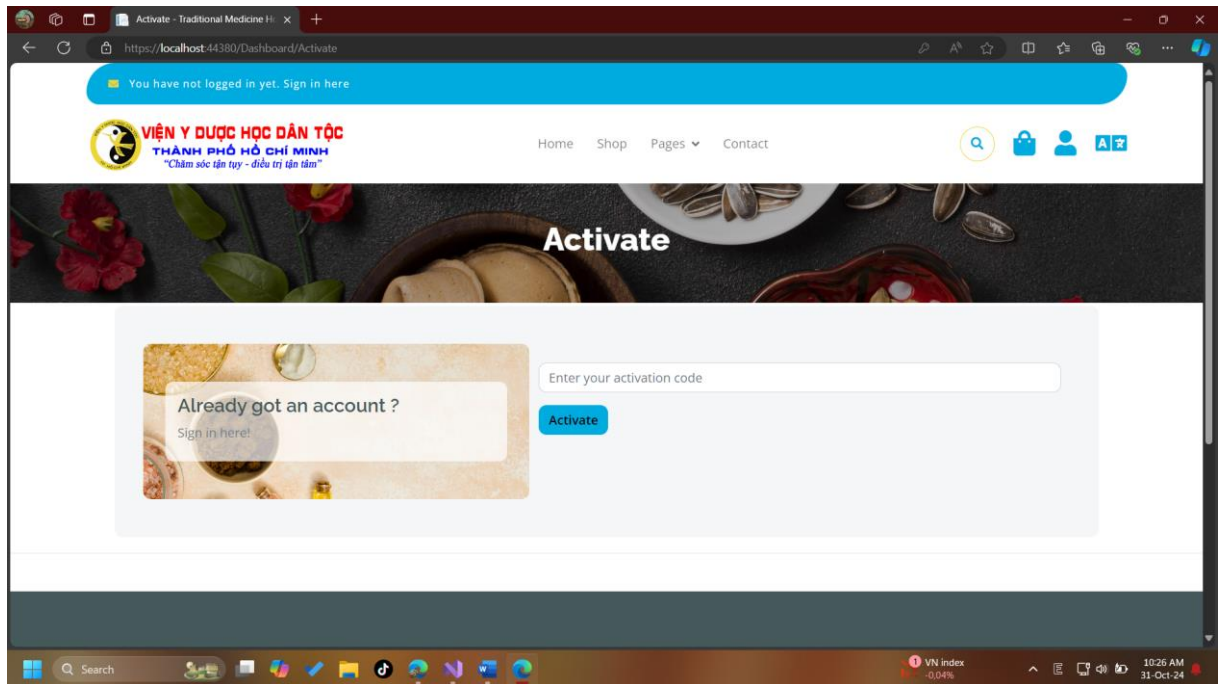 Activate - Traditional Medicine H
https://localhost:44380/Dashboard/Activate
You have not logged in yet. Sign in here
VIỆN Y DƯỢC HỌC DÂN TỘC
THÀNH PHỐ HỒ CHÍ MINH
"Chăm sóc tận tụy - điều trị tận tâm"
Home Shop Pages Contact
Activate
Already got an account ?
Sign in here!
Enter your activation code
Activate
Search
1 VN index
-0,04%
10:26 AM
31-Oct-24